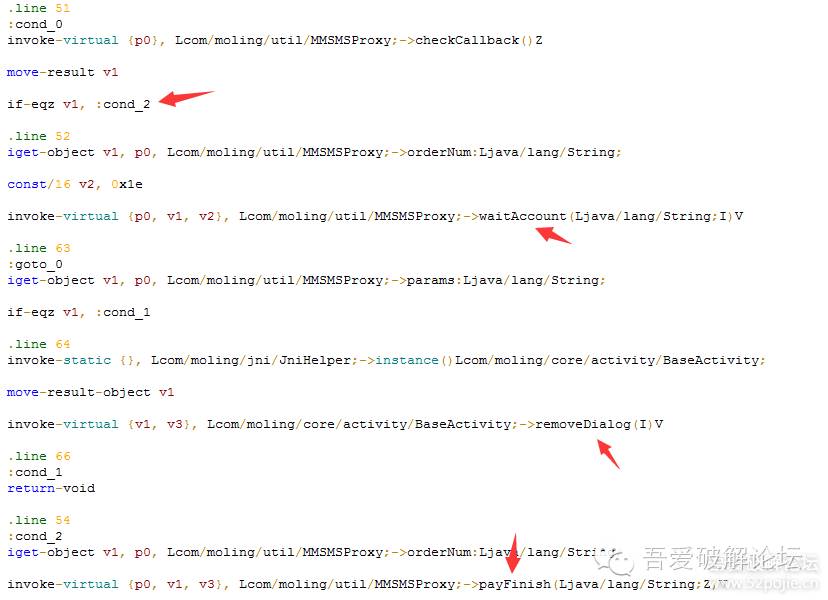 .line 51
:cond_0
invoke-virtual {p0}, Lcom/moling/util/MMSMSProxy;->checkCallback()Z
move-result v1
if-eqz v1, :cond_2
.line 52
iget-object v1, p0, Lcom/moling/util/MMSMSProxy;->orderNum:Ljava/lang/String;
const/16 v2, 0x1e
invoke-virtual {p0, v1, v2}, Lcom/moling/util/MMSMSProxy;->waitAccount(Ljava/lang/String;I)V
.line 63
:goto_0
iget-object v1, p0, Lcom/moling/util/MMSMSProxy;->params:Ljava/lang/String;
if-eqz v1, :cond_1
.line 64
invoke-static {}, Lcom/moling/jni/JniHelper;->instance()Lcom/moling/core/activity/BaseActivity;
move-result-object v1
invoke-virtual {v1, v3}, Lcom/moling/core/activity/BaseActivity;->removeDialog(I)V
.line 66
:cond_1
return-void
.line 54
:cond_2
iget-object v1, p0, Lcom/moling/util/MMSMSProxy;->orderNum:Ljava/lang/String;
invoke-virtual {p0, v1, v3}, Lcom/moling/util/MMSMSProxy;->payFinish(Ljava/lang/String;Z)V
吾爱破解论坛
www.52pojie.cn